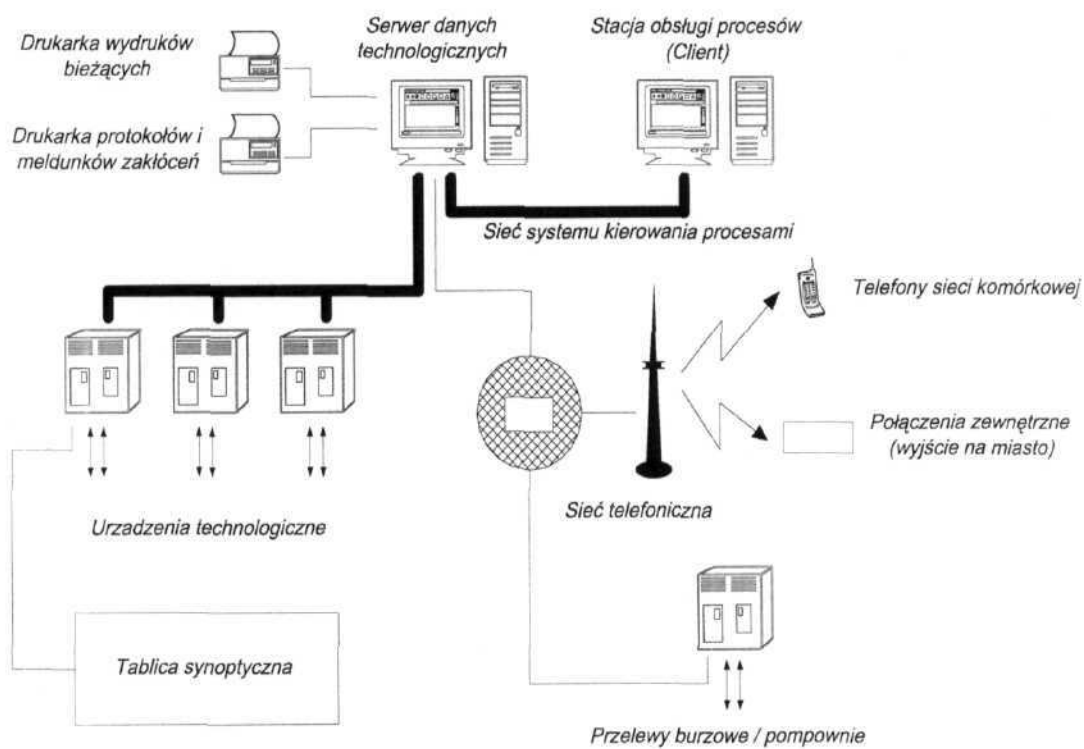 Drukarka wydruków
bieżących
Serwer danych
technologicznych
Stacja obsługi procesów
(Client)
Drukarka protokołów i
meldunków zakłóceń
Sieć systemu kierowania procesami
Telefony sieci komórkowej
Połączenia zewnętrzne
(wyjście na miasto)
Sieć telefoniczna
Urzadzenia technologiczne
Tablica synoptyczna
Przelewy burzowe / pompownie